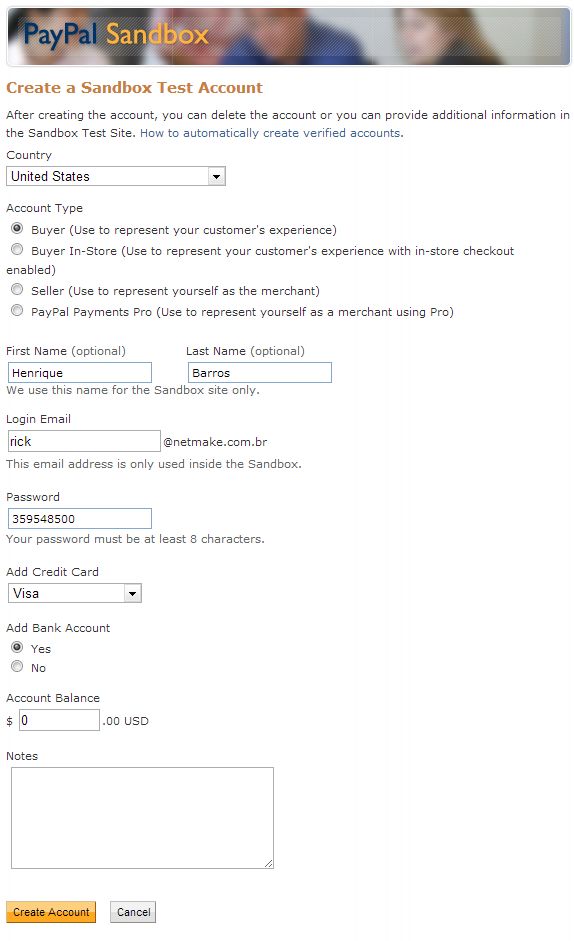 PayPal Sandbox
Create a Sandbox Test Account
After creating the account, you can delete the account or you can provide additional information in
the Sandbox Test Site. How to automatically create verified accounts.
Country
United States
Account Type
Buyer (Use to represent your customer's experience)
Buyer In-Store (Use to represent your customer's experience with in-store checkout
enabled)
Seller (Use to represent yourself as the merchant)
PayPal Payments Pro (Use to represent yourself as a merchant using Pro)
First Name (optional) Last Name (optional)
Henrique Barros
We use this name for the Sandbox site only.
Login Email
rick @netmake.com.br
This email address is only used inside the Sandbox.
Password
359548500
Your password must be at least 8 characters.
Add Credit Card
Visa
Add Bank Account
Yes
No
Account Balance
$ 0 .00 USD
Notes
Create Account Cancel